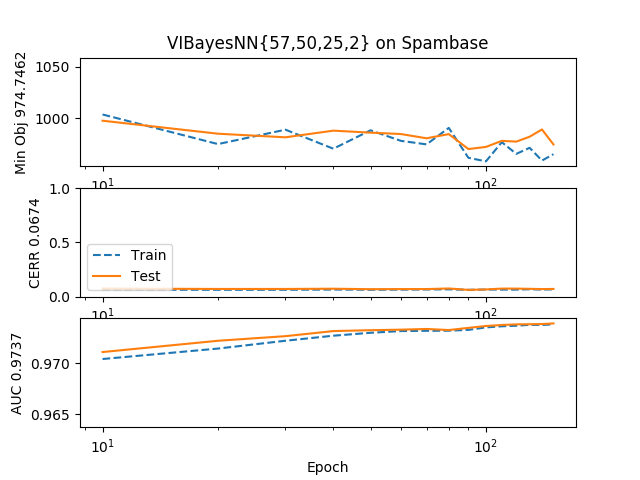 VIBayesNN{57,50,25,2} on Spambase
Min Obj 974.7462
1050
1000
10¹
10²
CERR 0.0674
1.0
0.5
0.0
Train
Test
10¹
10²
AUC 0.9737
0.970
0.965
10¹
10²
Epoch